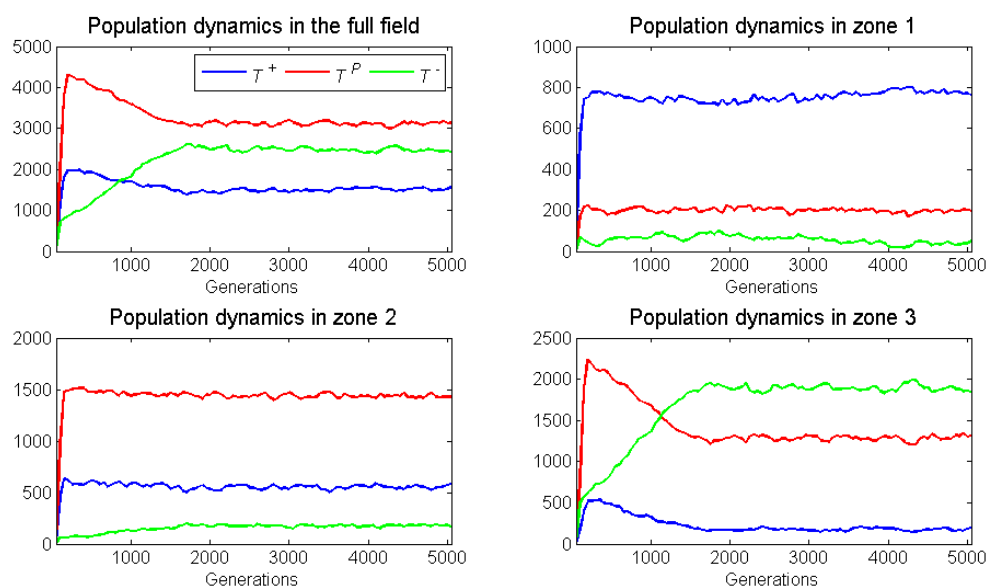 Population dynamics in the full field
5000
4000
3000
2000
1000
0
T+ TP T-
1000 2000 3000 4000 5000
Generations
Population dynamics in zone 1
1000
800
600
400
200
0
1000 2000 3000 4000 5000
Generations
Population dynamics in zone 2
2000
1500
1000
500
0
1000 2000 3000 4000 5000
Generations
Population dynamics in zone 3
2500
2000
1500
1000
500
0
1000 2000 3000 4000 5000
Generations